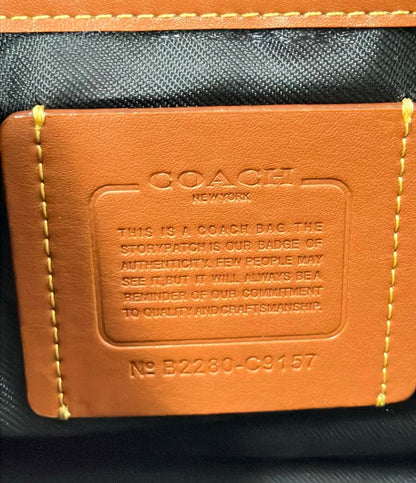 COACH
NEW YORK
THIS IS A COACH BAG. THE
STORYPATCH IS OUR BADGE OF
AUTHENTICITY. FEW PEOPLE MAY
SEE IT, BUT IT WILL ALWAYS BE A
REMINDER OF OUR COMMITMENT
TO QUALITY AND CRAFTSMANSHIP.
Nº B2280-C9157